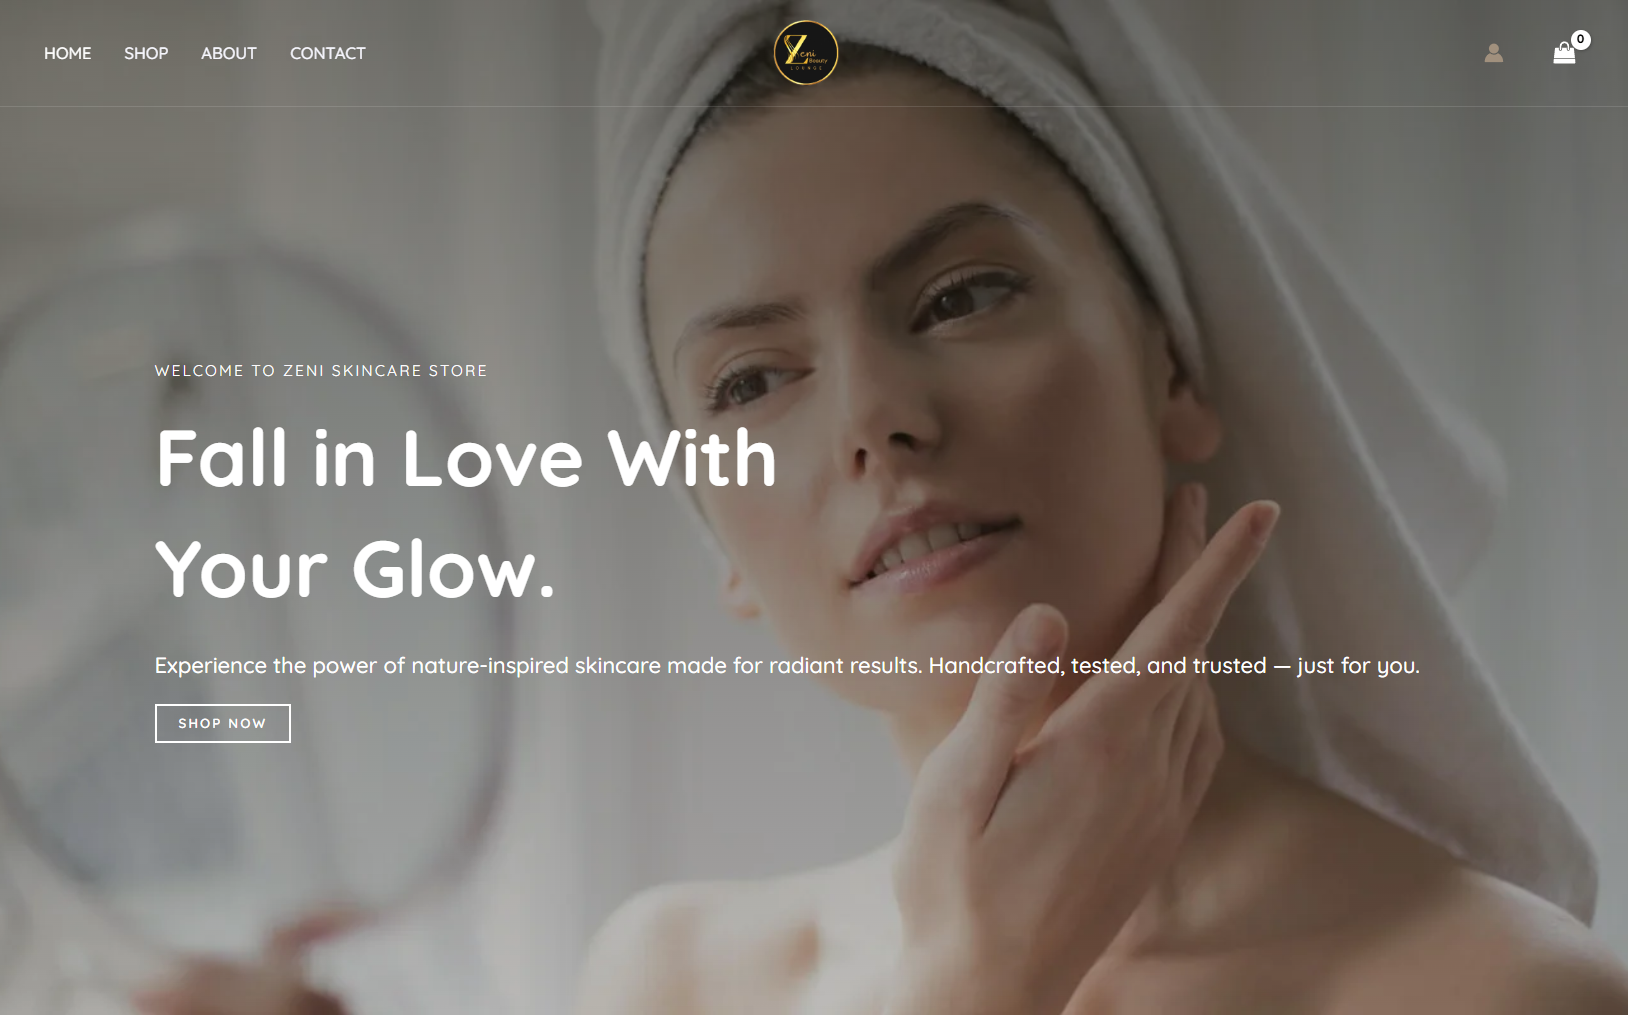 HOME SHOP ABOUT CONTACT
Zeni
Beauty
LOUNGE
0
WELCOME TO ZENI SKINCARE STORE
Fall in Love With
Your Glow.
Experience the power of nature-inspired skincare made for radiant results. Handcrafted, tested, and trusted — just for you.
SHOP NOW